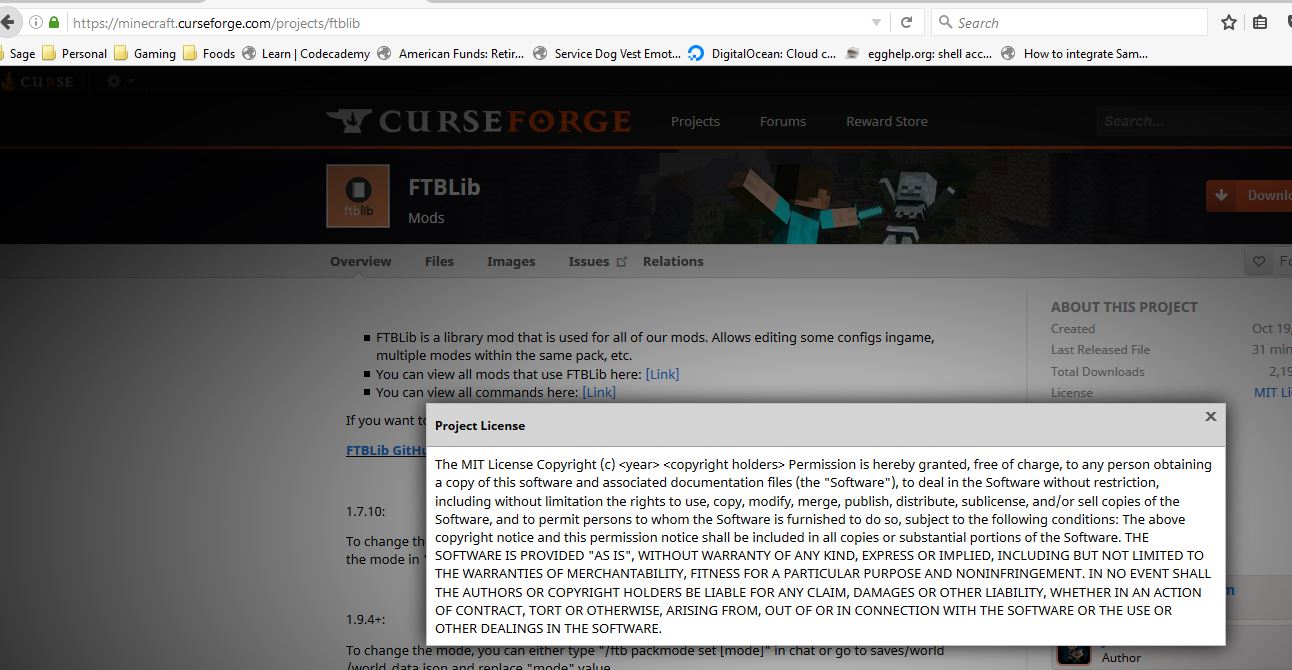 https://minecraft.curseforge.com/projects/ftblib
Search
Sage Personal Gaming Foods Learn | Codecademy American Funds: Retir... Service Dog Vest Emot... DigitalOcean: Cloud c... egghelp.org: shell acc... How to integrate Sam...
CURSE
CURSEFORGE Projects Forums Reward Store Search...
FTBLib
ftblib
Mods
Downlo
Overview Files Images Issues Relations
ABOUT THIS PROJECT
Created Oct 19,
Last Released File 31 min
Total Downloads 2,19
License MIT Li
FTBLib is a library mod that is used for all of our mods. Allows editing some configs ingame,
multiple modes within the same pack, etc.
You can view all mods that use FTBLib here: [Link]
You can view all commands here: [Link]
If you want to
FTBLib GitHu
1.7.10:
To change th
the mode in
1.9.4+:
To change the mode, you can either type "/ftb packmode set [mode]" in chat or go to saves/world
/world_data.json and replace "mode" value
Project License
The MIT License Copyright (c) <year> <copyright holders> Permission is hereby granted, free of charge, to any person obtaining
a copy of this software and associated documentation files (the "Software"), to deal in the Software without restriction,
including without limitation the rights to use, copy, modify, merge, publish, distribute, sublicense, and/or sell copies of the
Software, and to permit persons to whom the Software is furnished to do so, subject to the following conditions: The above
copyright notice and this permission notice shall be included in all copies or substantial portions of the Software. THE
SOFTWARE IS PROVIDED "AS IS", WITHOUT WARRANTY OF ANY KIND, EXPRESS OR IMPLIED, INCLUDING BUT NOT LIMITED TO
THE WARRANTIES OF MERCHANTABILITY, FITNESS FOR A PARTICULAR PURPOSE AND NONINFRINGEMENT. IN NO EVENT SHALL
THE AUTHORS OR COPYRIGHT HOLDERS BE LIABLE FOR ANY CLAIM, DAMAGES OR OTHER LIABILITY, WHETHER IN AN ACTION
OF CONTRACT, TORT OR OTHERWISE, ARISING FROM, OUT OF OR IN CONNECTION WITH THE SOFTWARE OR THE USE OR
OTHER DEALINGS IN THE SOFTWARE.
Author